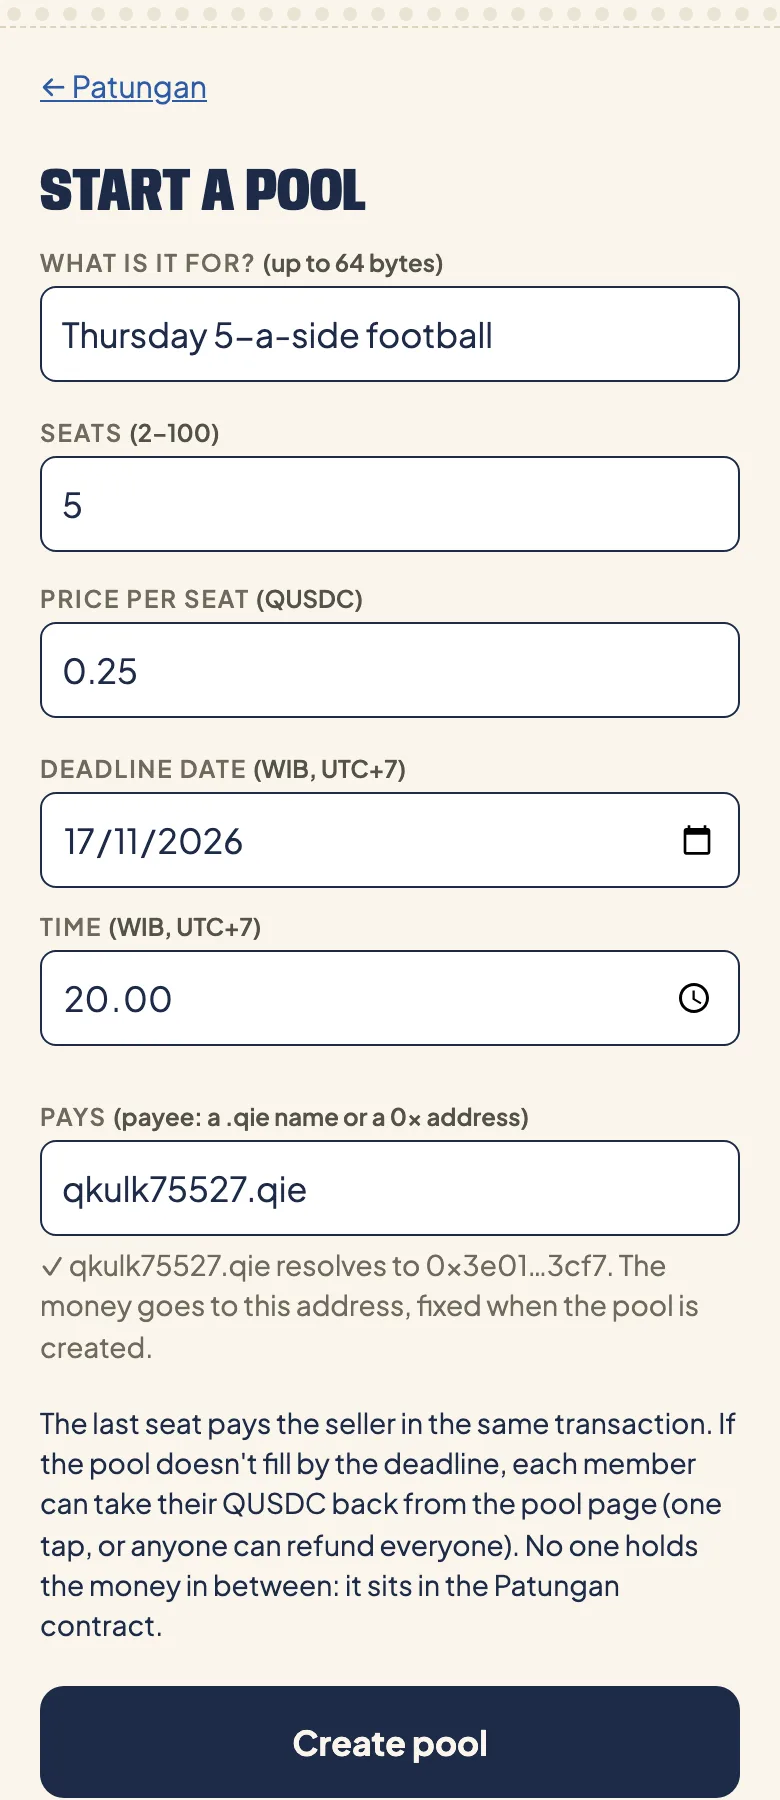 ← Patungan
START A POOL
WHAT IS IT FOR? (up to 64 bytes)
Thursday 5-a-side football
SEATS (2–100)
5
PRICE PER SEAT (QUSDC)
0.25
DEADLINE DATE (WIB, UTC+7)
17/11/2026
TIME (WIB, UTC+7)
20.00
PAYS (payee: a .qie name or a 0x address)
qkulk75527.qie
✓ qkulk75527.qie resolves to 0x3e01…3cf7. The
money goes to this address, fixed when the pool is
created.
The last seat pays the seller in the same transaction. If
the pool doesn't fill by the deadline, each member
can take their QUSDC back from the pool page (one
tap, or anyone can refund everyone). No one holds
the money in between: it sits in the Patungan
contract.
Create pool